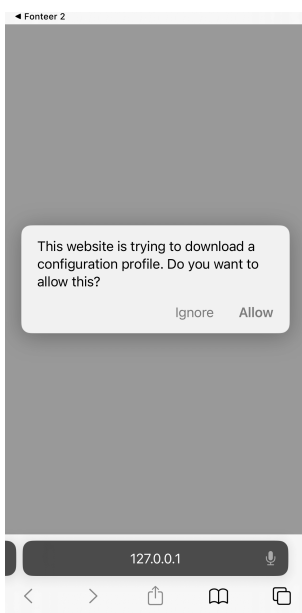 ◀ Fonteer 2
This website is trying to download a
configuration profile. Do you want to
allow this?
Ignore Allow
127.0.0.1